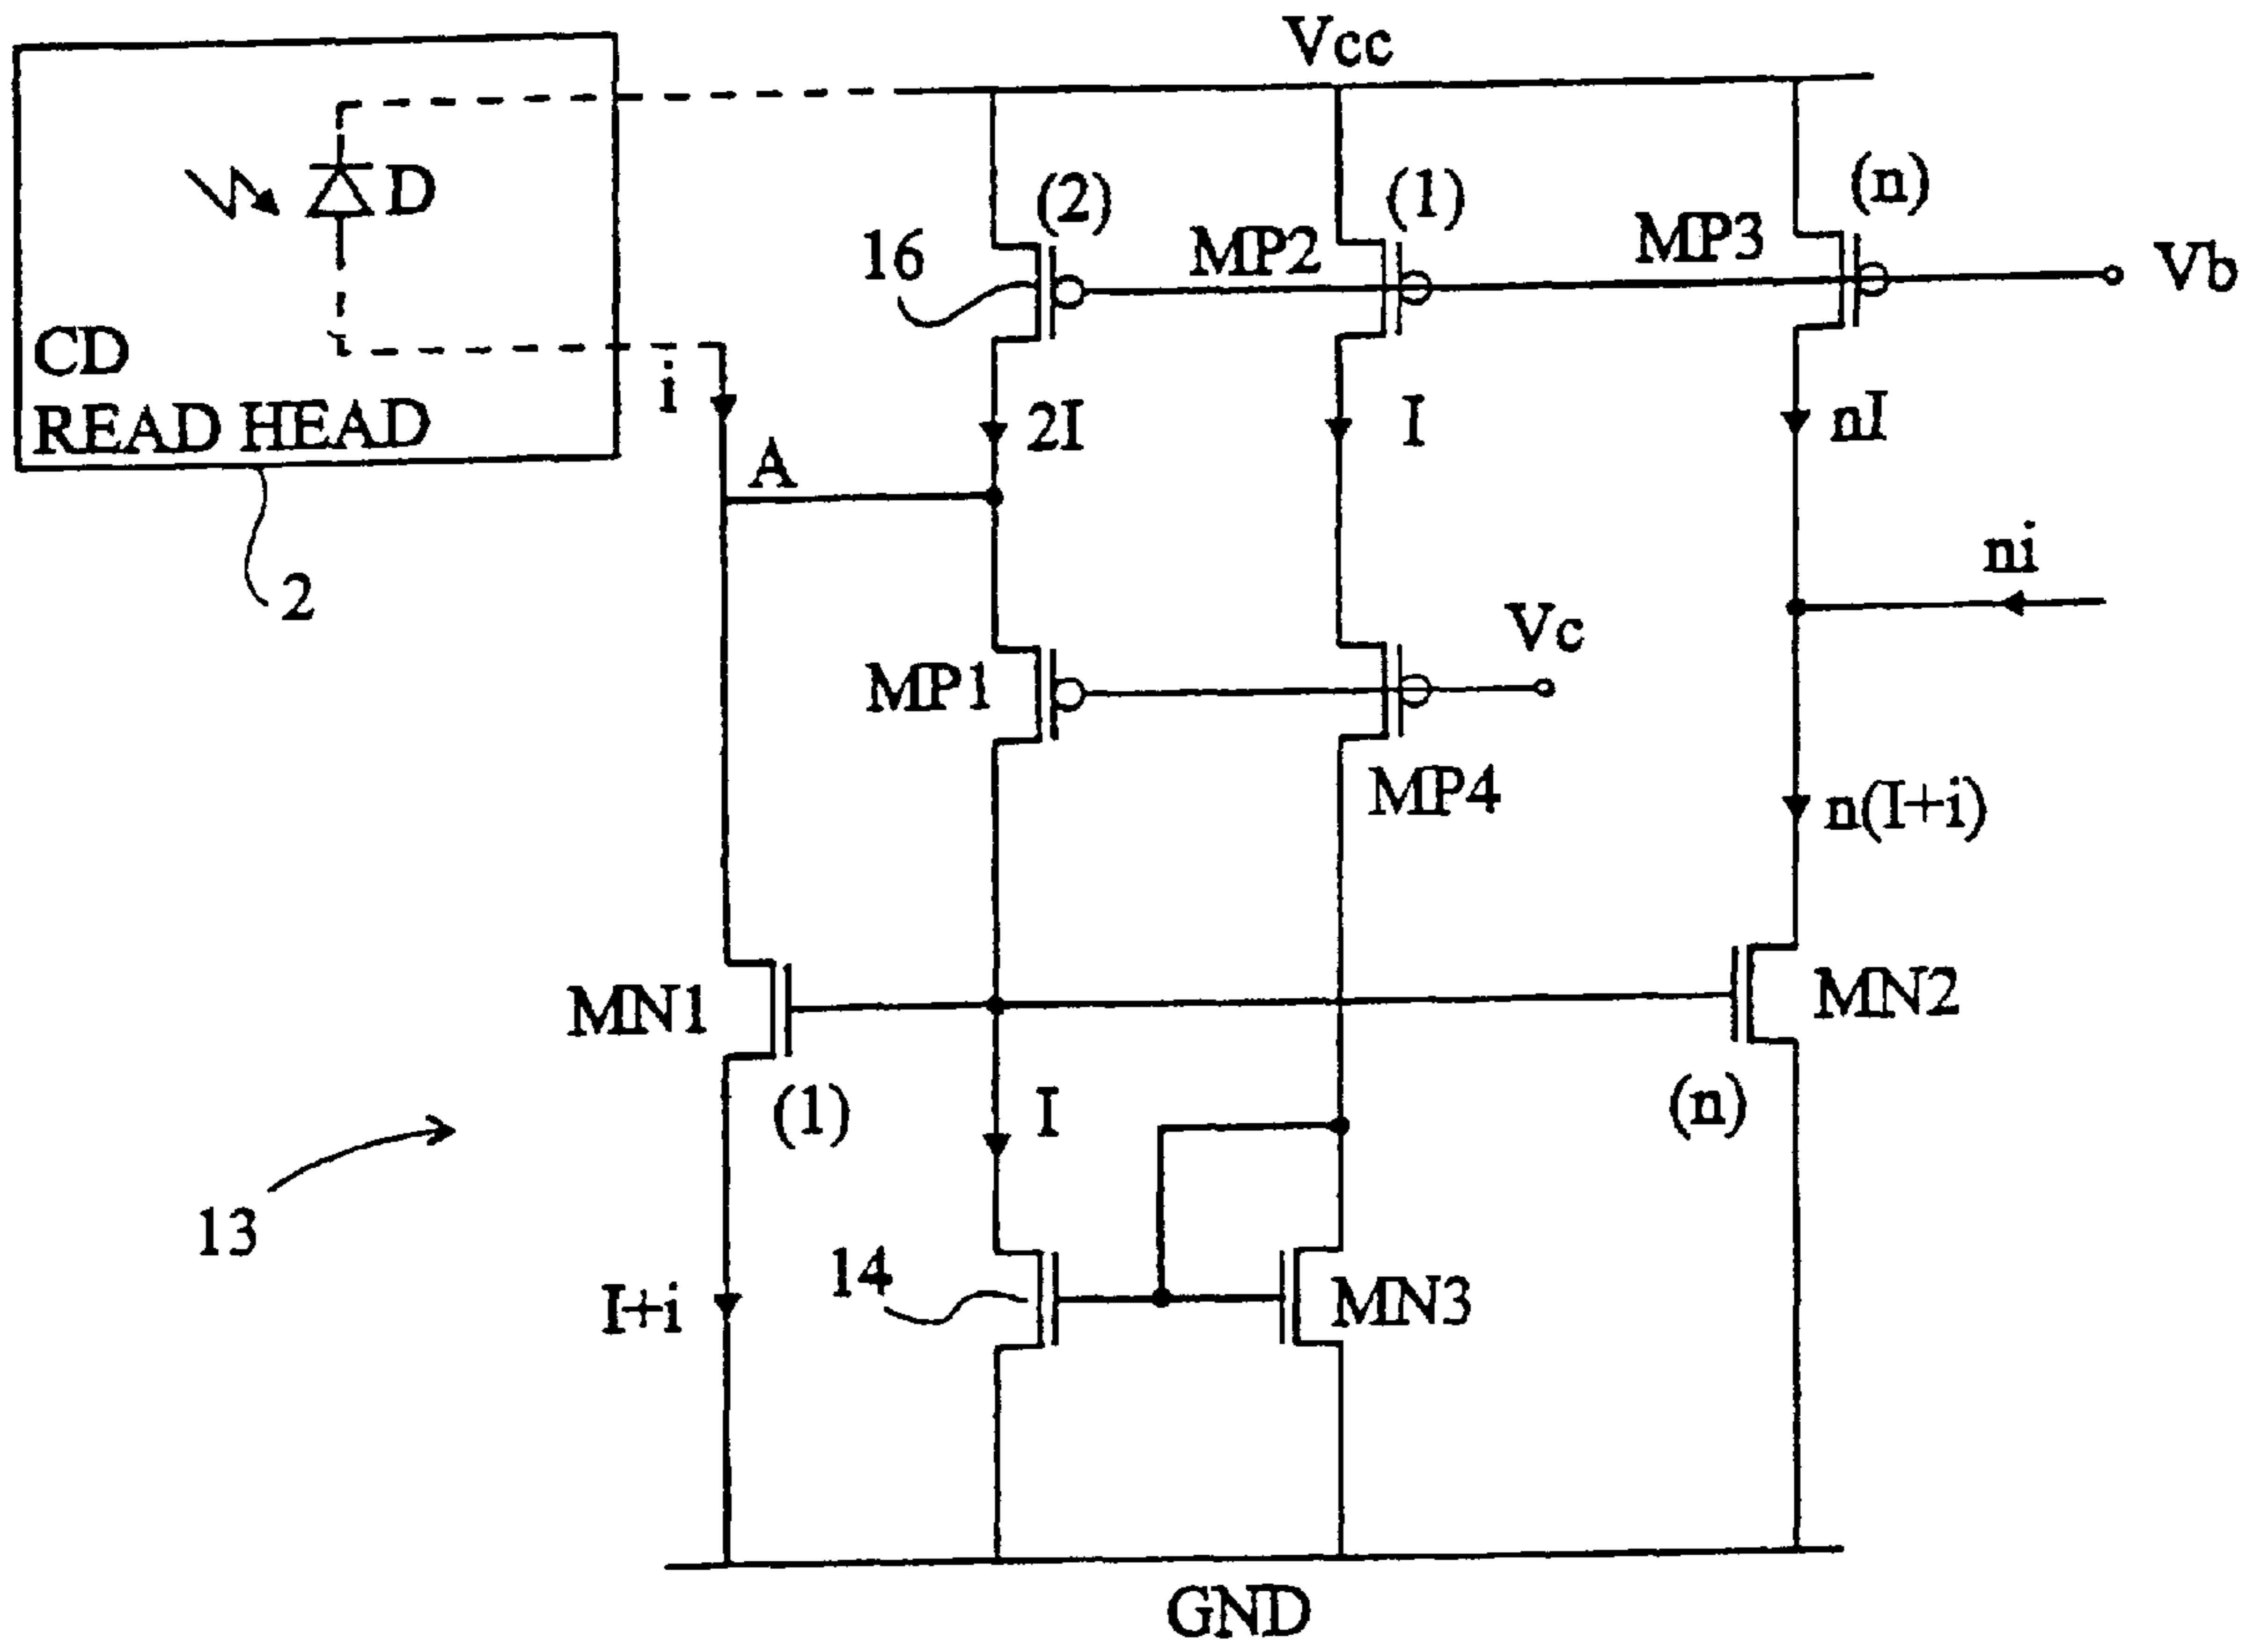 Vcc
D
(2)
(1)
(n)
16
MP2
MP3
Vb
CD
READ HEAD
i
2I
I
nI
A
ni
2
Vc
MP1
MP4
n(I+i)
MN1
MN2
(1)
I
(n)
13
14
I+i
MN3
GND